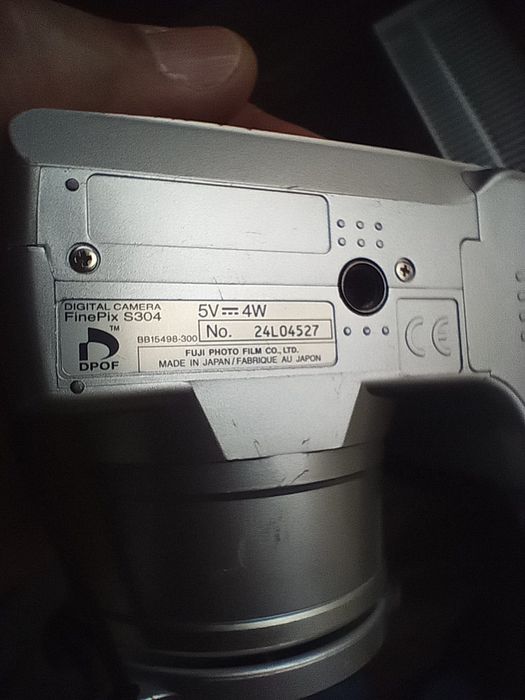 DIGITAL CAMERA
FinePix S304
5V⎓4W
BB15498-300
No. 24L04527
TM
DPOF
FUJI PHOTO FILM CO., LTD.
MADE IN JAPAN/FABRIQUE AU JAPON
CE